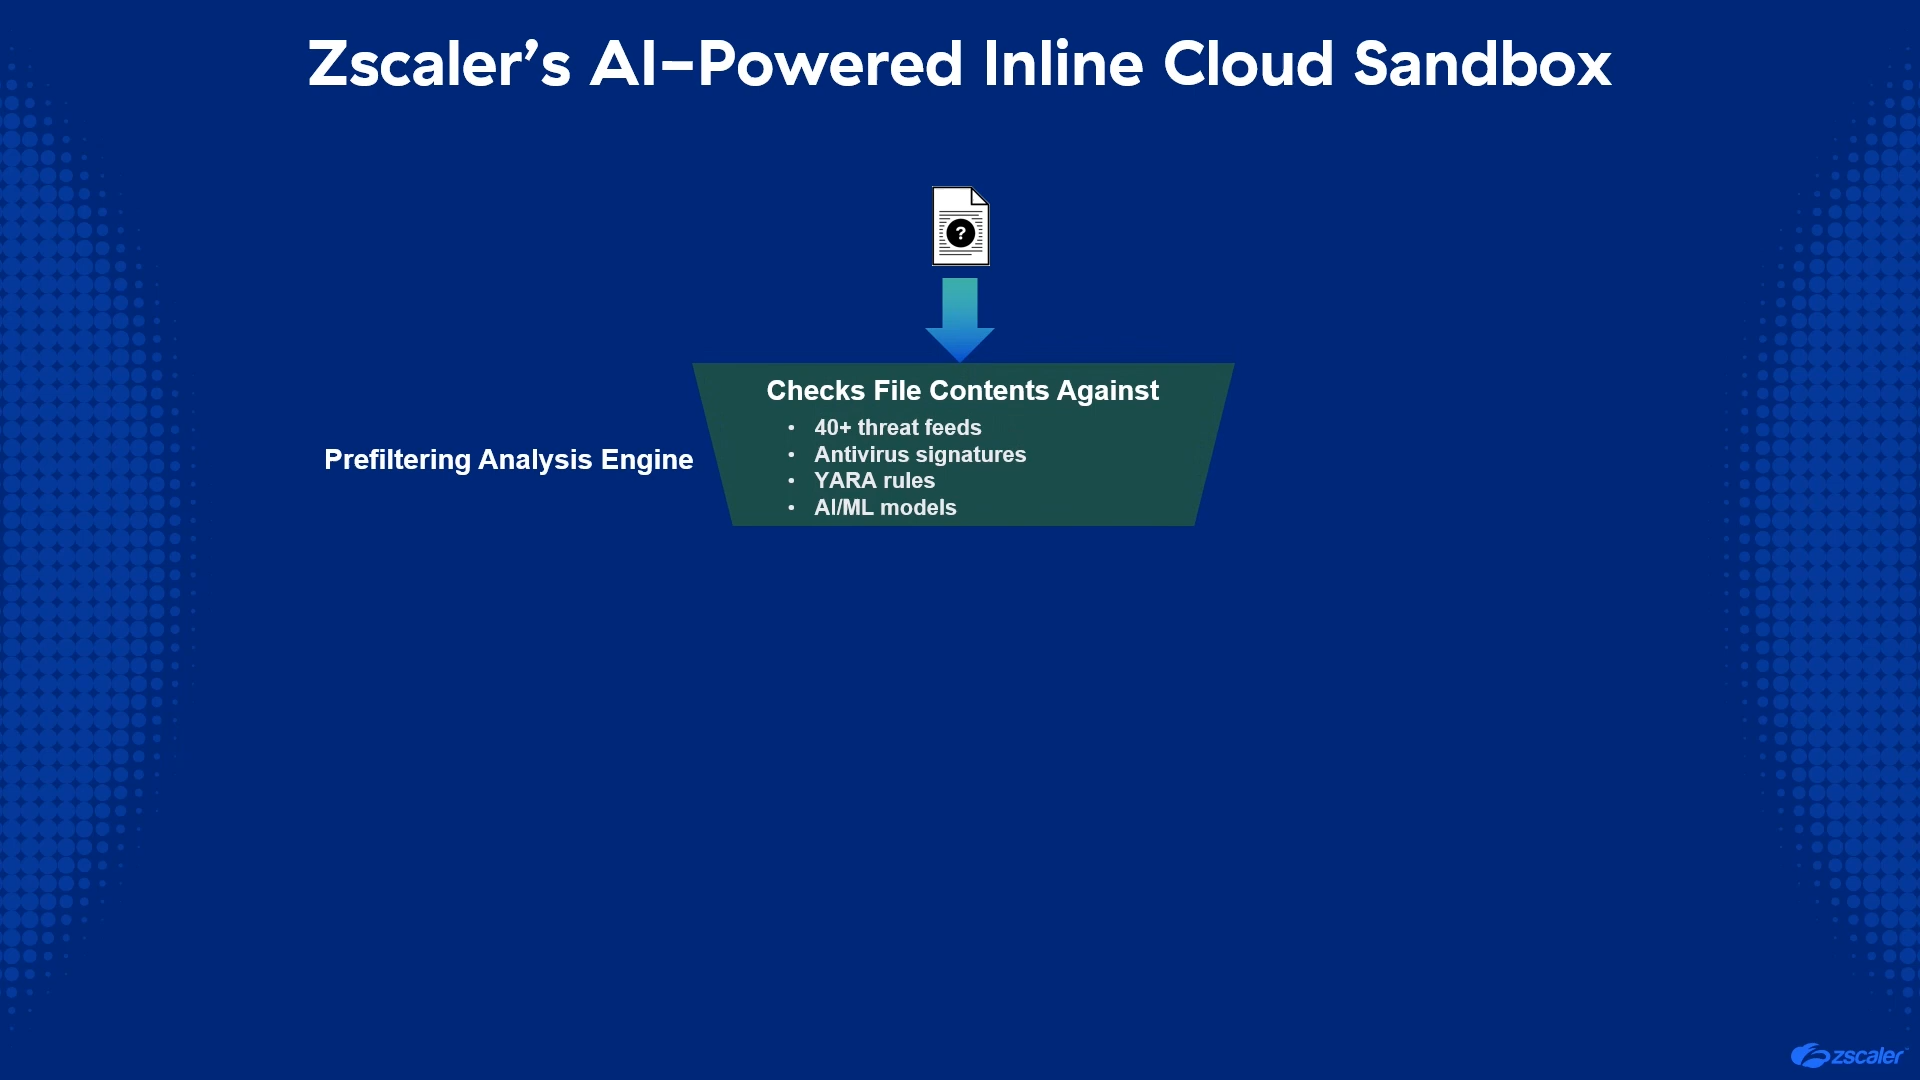 Zscaler’s AI–Powered Inline Cloud Sandbox
?
Checks File Contents Against
• 40+ threat feeds
• Antivirus signatures
• YARA rules
• AI/ML models
Prefiltering Analysis Engine
zscaler